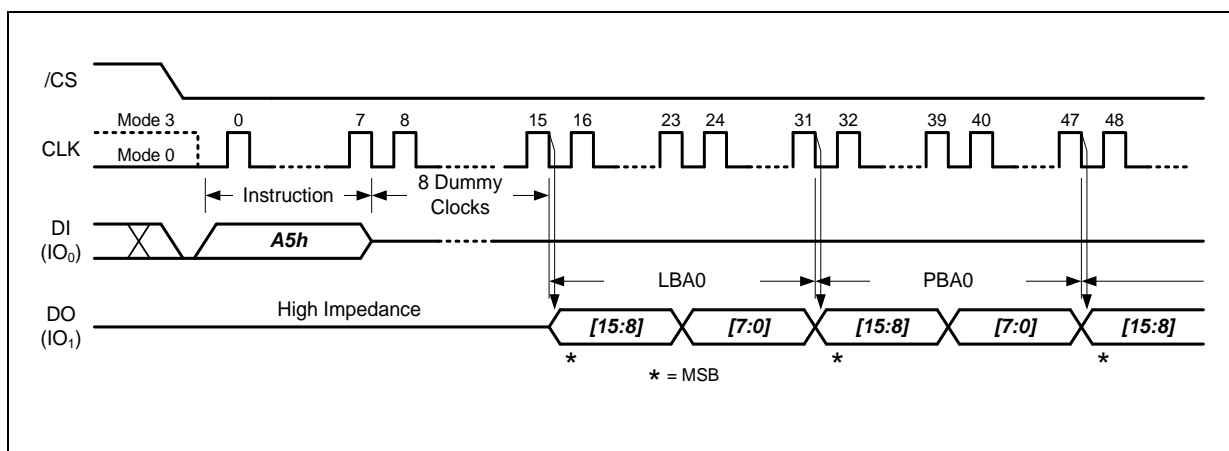 /CS
Mode 3
CLK
Mode 0
0 7 8 15 16 23 24 31 32 39 40 47 48
Instruction
8 Dummy
Clocks
DI
(IO0)
A5h
LBA0 PBA0
DO
(IO1)
High Impedance
[15:8] [7:0] [15:8] [7:0] [15:8]
* * *
* = MSB